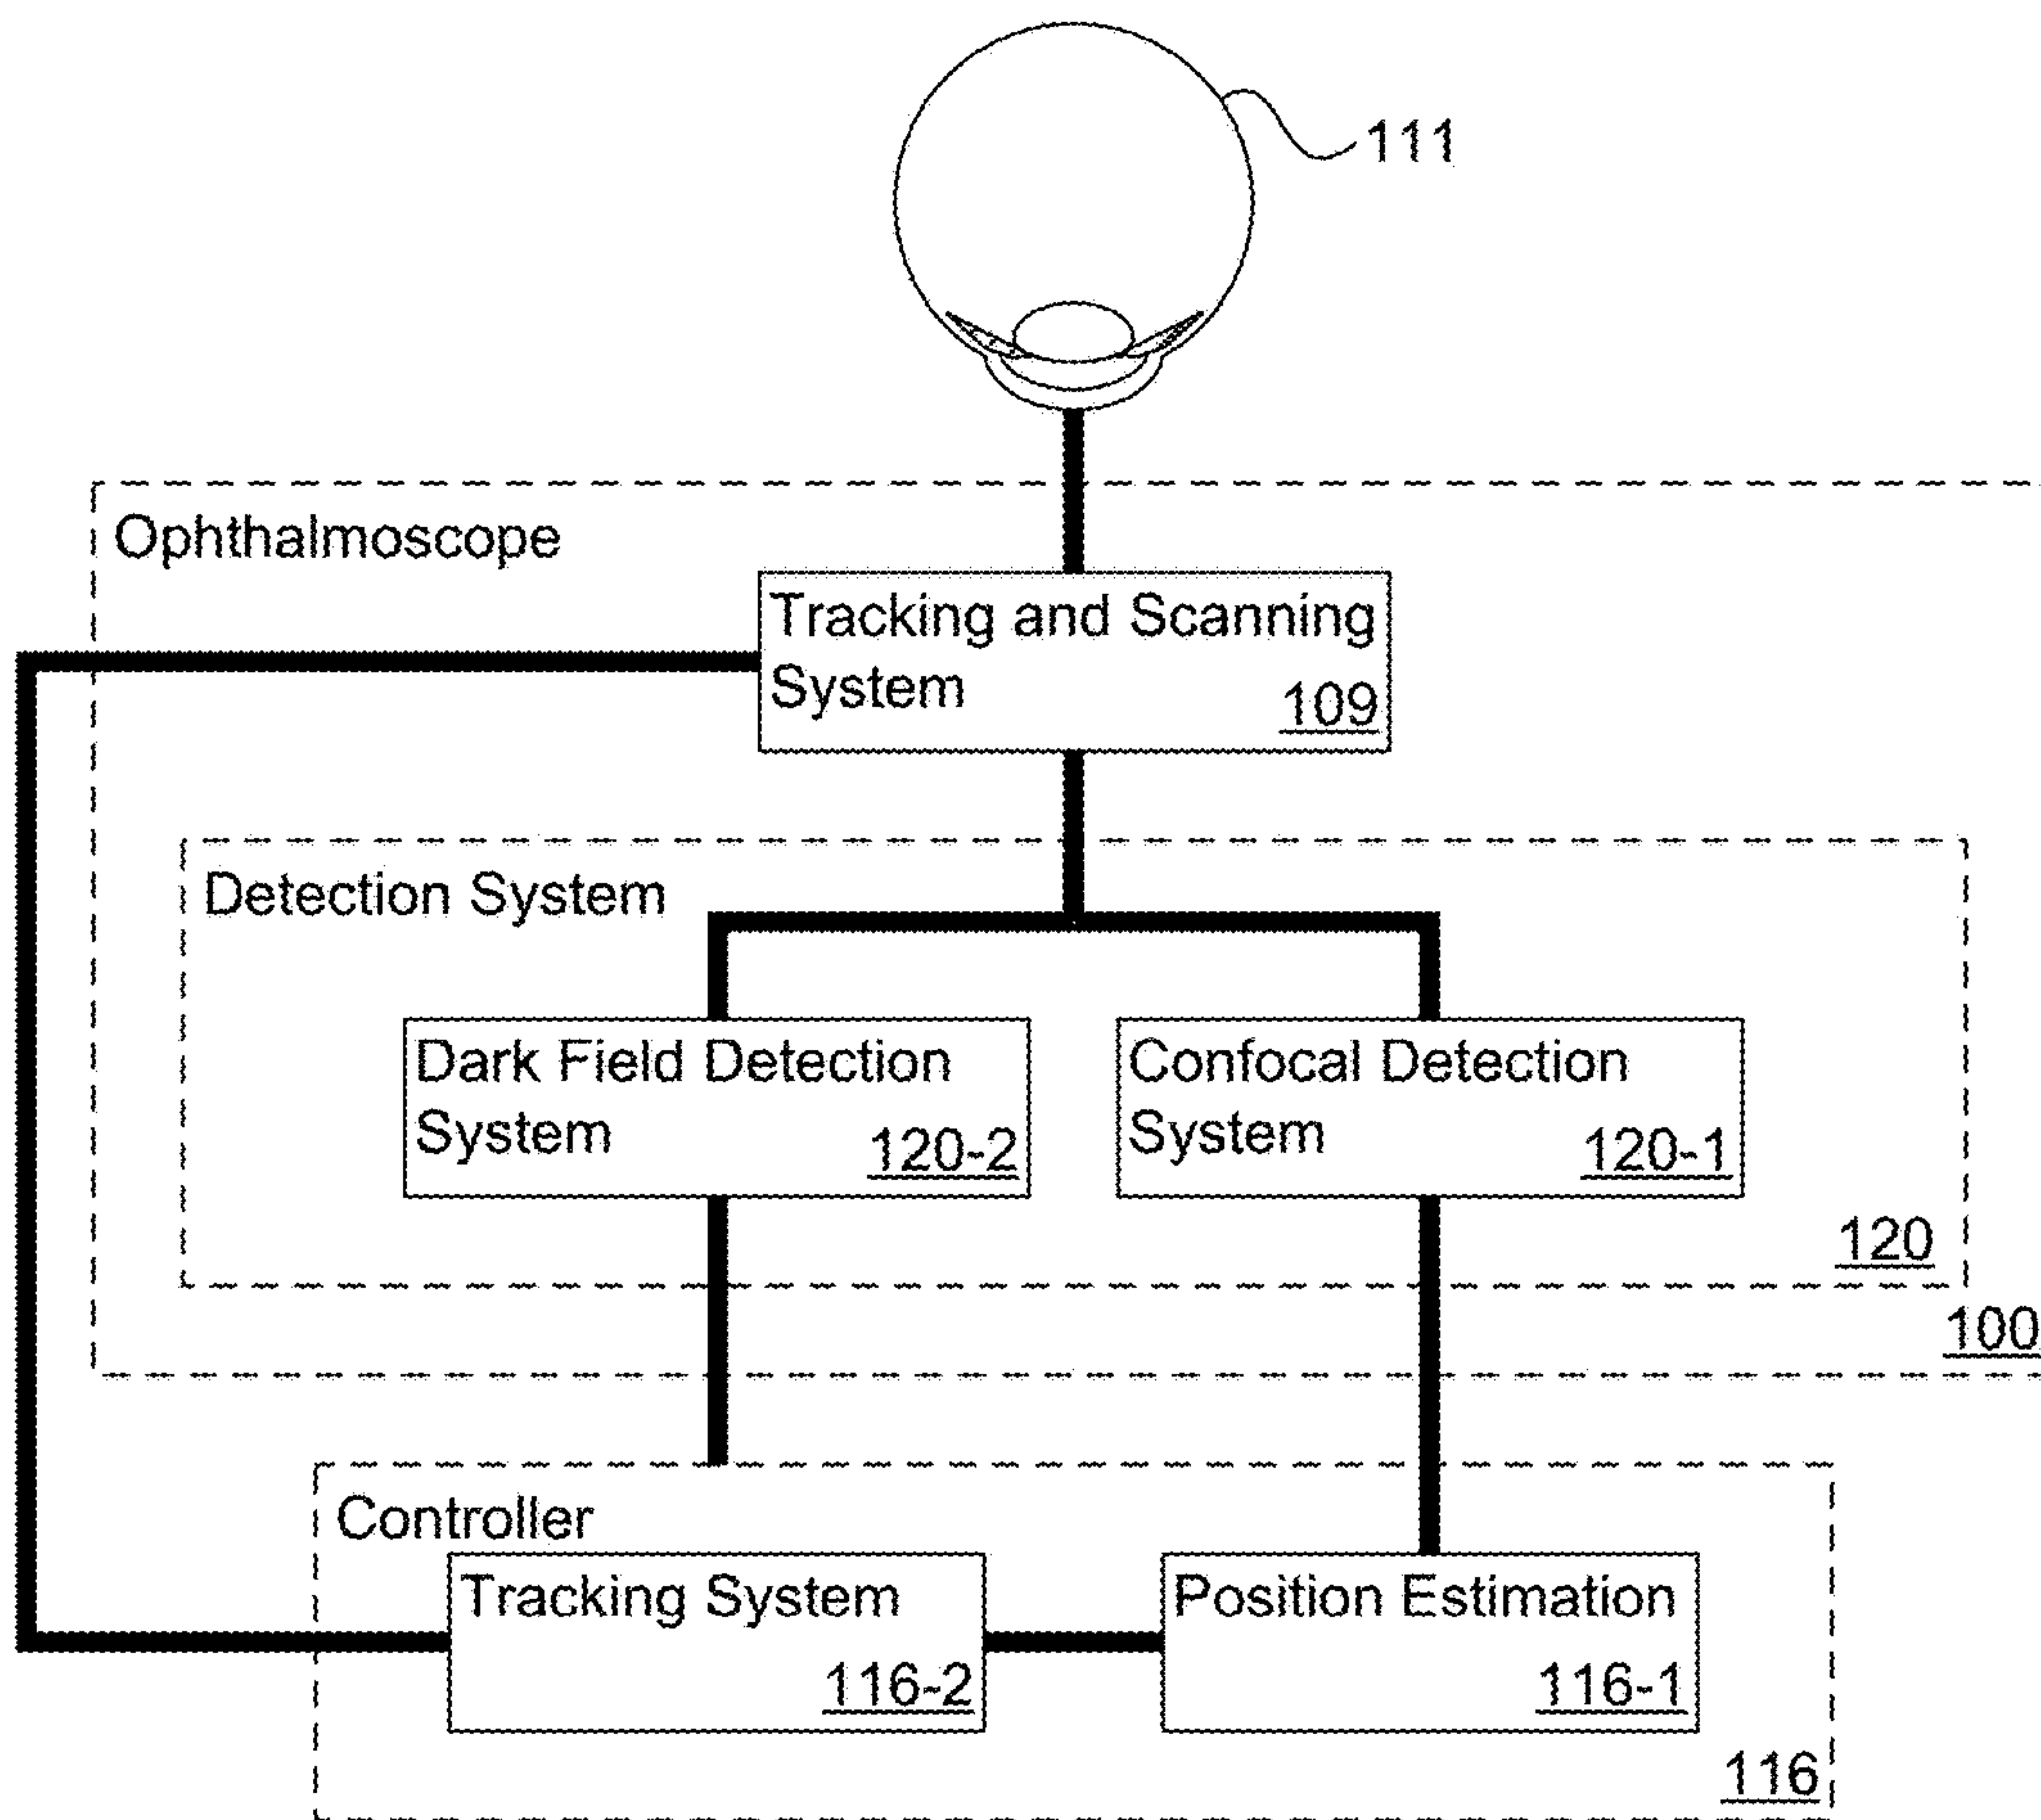 111
Ophthalmoscope
Tracking and Scanning
System
109
Detection System
Dark Field Detection
System
120-2
Confocal Detection
System
120-1
120
100
Controller
Tracking System
116-2
Position Estimation
116-1
116